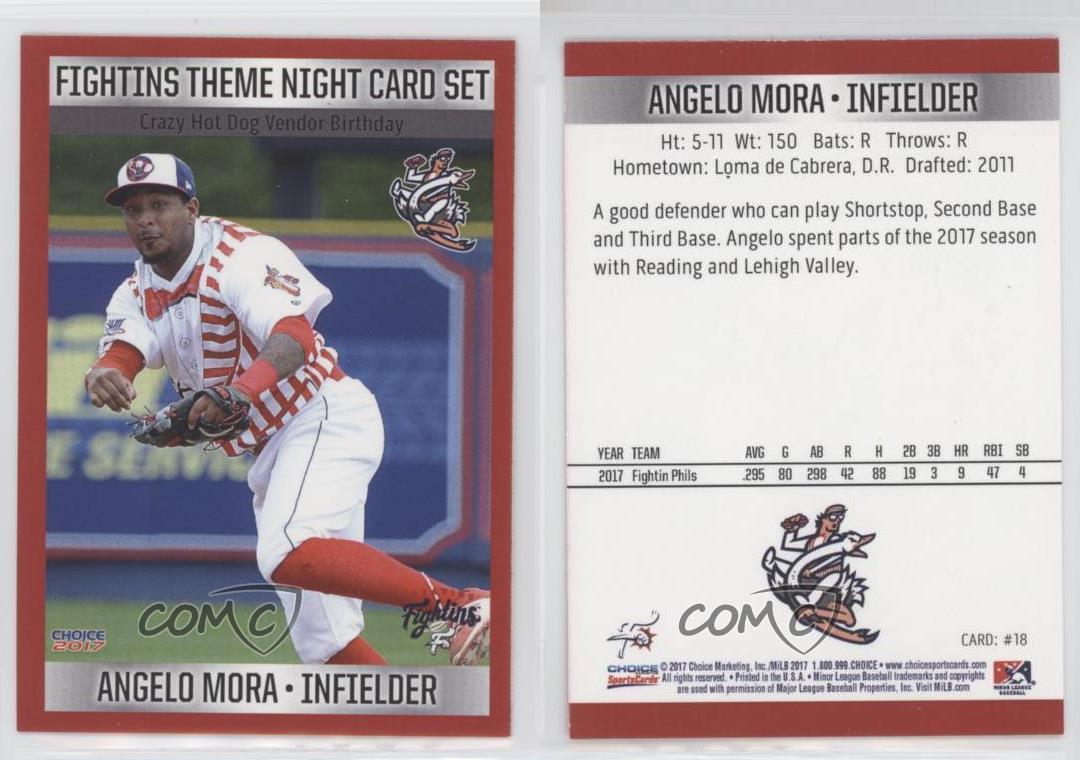 FIGHTINS THEME NIGHT CARD SET
Crazy Hot Dog Vendor Birthday
E SERVIC
COMC
Fightins
CHOICE
2017
ANGELO MORA • INFIELDER
ANGELO MORA • INFIELDER
Ht: 5-11 Wt: 150 Bats: R Throws: R
Hometown: Loma de Cabrera, D.R. Drafted: 2011
A good defender who can play Shortstop, Second Base
and Third Base. Angelo spent parts of the 2017 season
with Reading and Lehigh Valley.
YEAR TEAM AVG G AB R H 2B 3B HR RBI SB
2017 Fightin Phils .295 80 298 42 88 19 3 9 47 4
COMC
CARD: #18
CHOICE
SportsCards
© 2017 Choice Marketing, Inc./MiLB 2017 1.800.999.CHOICE • www.choicesportscards.com
All rights reserved. • Printed in the U.S.A. • Minor League Baseball trademarks and copyrights
are used with permission of Major League Baseball Properties, Inc. Visit MiLB.com
MINOR LEAGUE
BASEBALL